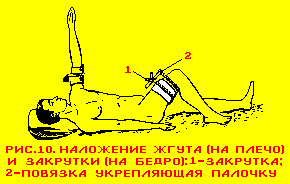 1 2
РИС.10. НАЛОЖЕНИЕ ЖГУТА (НА ПЛЕЧО)
И ЗАКРУТКИ (НА БЕДРО): 1-ЗАКРУТКА;
2-ПОВЯЗКА УКРЕПЛЯЮЩАЯ ПАЛОЧКУ